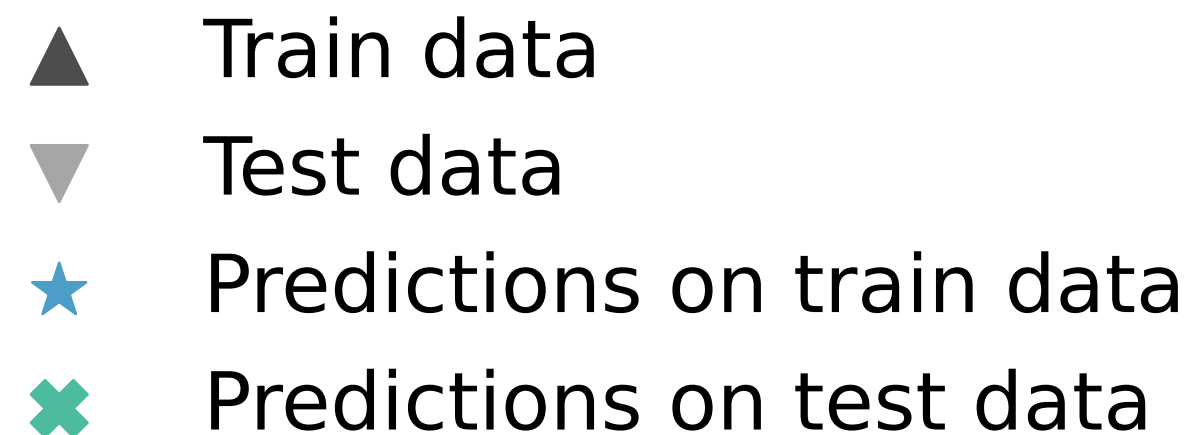 Train data
Test data
Predictions on train data
Predictions on test data